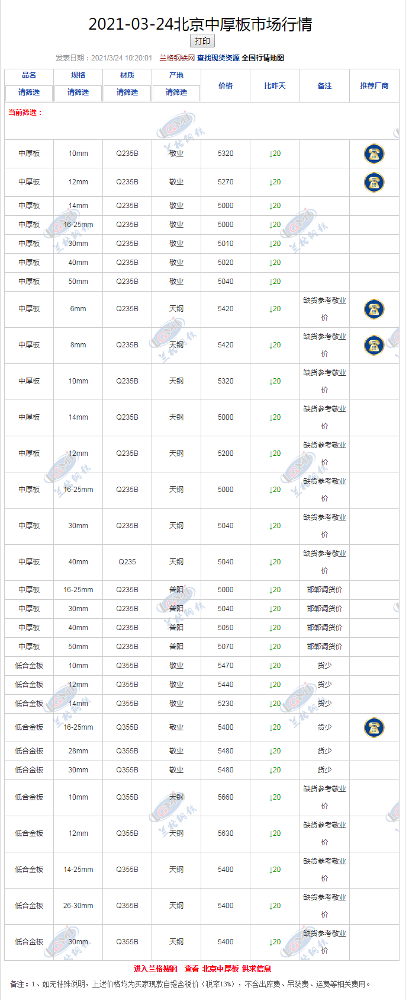 2021-03-24北京中厚板市场行情
打印
发表日期：2021/3/24 10:20:01 兰格钢铁网 查找现货资源 全国行情地图
品名 规格 材质 产地 价格 比昨天 备注 推荐厂商
请筛选 请筛选 请筛选 请筛选
当前筛选：
中厚板 10mm Q235B 敬业 5320 ↓20
中厚板 12mm Q235B 敬业 5270 ↓20
中厚板 14mm Q235B 敬业 5000 ↓20
中厚板 16-25mm Q235B 敬业 5000 ↓20
中厚板 30mm Q235B 敬业 5010 ↓20
中厚板 40mm Q235B 敬业 5020 ↓20
中厚板 50mm Q235B 敬业 5040 ↓20
中厚板 6mm Q235B 天钢 5420 ↓20 缺货参考敬业
价
中厚板 8mm Q235B 天钢 5420 ↓20 缺货参考敬业
价
中厚板 10mm Q235B 天钢 5320 ↓20 缺货参考敬业
价
中厚板 14mm Q235B 天钢 5000 ↓20 缺货参考敬业
价
中厚板 12mm Q235B 天钢 5200 ↓20 缺货参考敬业
价
中厚板 16-25mm Q235B 天钢 5000 ↓20 缺货参考敬业
价
中厚板 30mm Q235B 天钢 5040 ↓20 缺货参考敬业
价
中厚板 40mm Q235 天钢 5040 ↓20 缺货参考敬业
价
中厚板 16-25mm Q235B 普阳 5000 ↓20 邯郸调货价
中厚板 30mm Q235B 普阳 5040 ↓20 邯郸调货价
中厚板 40mm Q235B 普阳 5050 ↓20 邯郸调货价
中厚板 50mm Q235B 普阳 5070 ↓20 邯郸调货价
低合金板 10mm Q355B 敬业 5470 ↓20 货少
低合金板 12mm Q355B 敬业 5440 ↓20 货少
低合金板 14mm Q355B 敬业 5230 ↓20 货少
低合金板 16-25mm Q355B 敬业 5400 ↓20 货少
低合金板 28mm Q355B 敬业 5480 ↓20 货少
低合金板 30mm Q355B 敬业 5480 ↓20 货少
低合金板 10mm Q355B 天钢 5660 ↓20 缺货参考敬业
价
低合金板 12mm Q355B 天钢 5630 ↓20 缺货参考敬业
价
低合金板 14-25mm Q355B 天钢 5400 ↓20 缺货参考敬业
价
低合金板 26-30mm Q355B 天钢 5400 ↓20 缺货参考敬业
价
低合金板 30mm Q355B 天钢 5400 ↓20 缺货参考敬业
价
进入兰格搜钢 查看 北京中厚板 供求信息
备注：1、如无特殊说明，上述价格均为买家现款自提含税价（税率13%），不含出库费、吊装费、运费等相关费用。